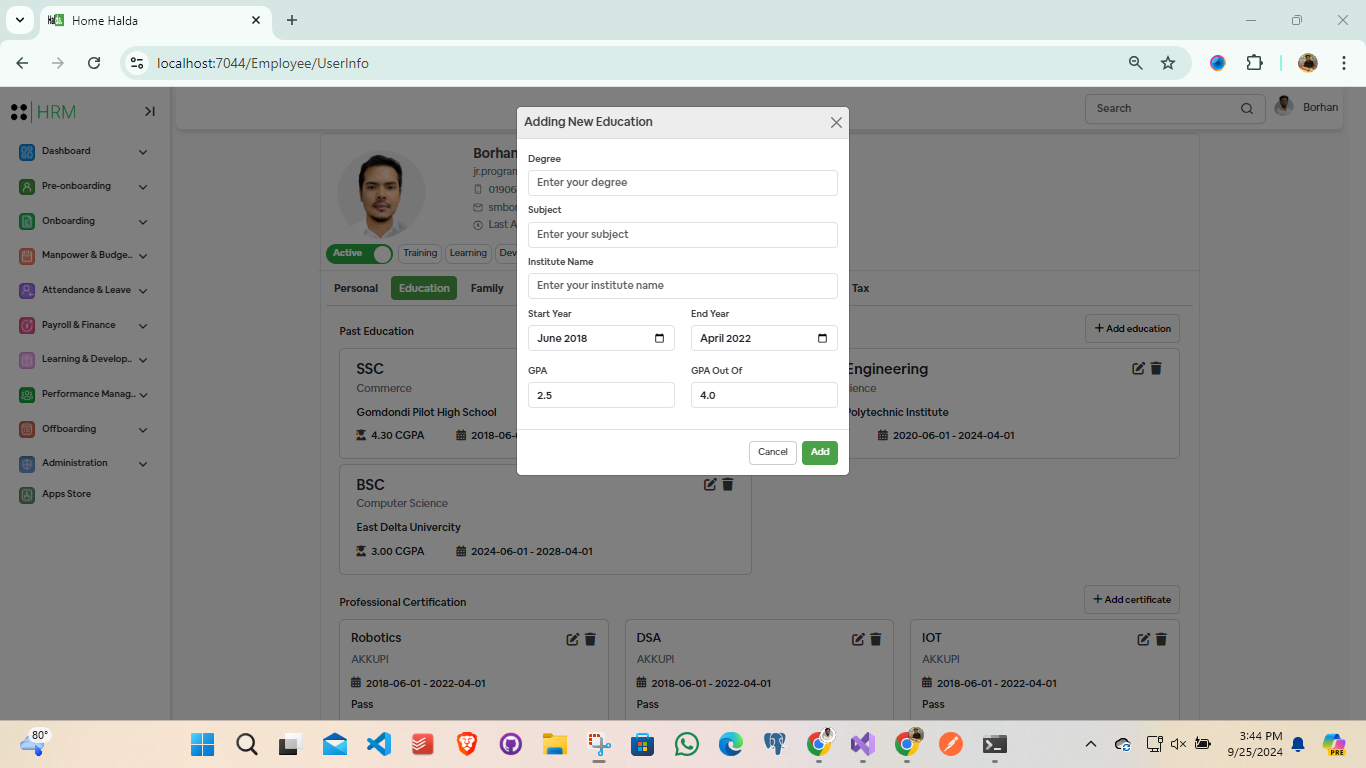 Home Halda
localhost:7044/Employee/UserInfo
HRM
Search
Borhan
Dashboard
Pre-onboarding
Onboarding
Manpower & Budge..
Attendance & Leave
Payroll & Finance
Learning & Develop..
Performance Manag..
Offboarding
Administration
Apps Store
Borhan
jr.program
01906
smbor
Last A
Active
Training
Learning
Dev
Personal
Education
Family
Tax
Adding New Education
Degree
Enter your degree
Subject
Enter your subject
Institute Name
Enter your institute name
Start Year
End Year
June 2018
April 2022
GPA
GPA Out Of
2.5
4.0
Cancel
Add
Past Education
+ Add education
SSC
Commerce
Gomdondi Pilot High School
4.30 CGPA
2018-06-
Engineering
ience
Polytechnic Institute
2020-06-01 - 2024-04-01
BSC
Computer Science
East Delta Univercity
3.00 CGPA
2024-06-01 - 2028-04-01
Professional Certification
+ Add certificate
Robotics
AKKUPI
2018-06-01 - 2022-04-01
Pass
DSA
AKKUPI
2018-06-01 - 2022-04-01
Pass
IOT
AKKUPI
2018-06-01 - 2022-04-01
Pass
80°
3:44 PM
9/25/2024
PRE